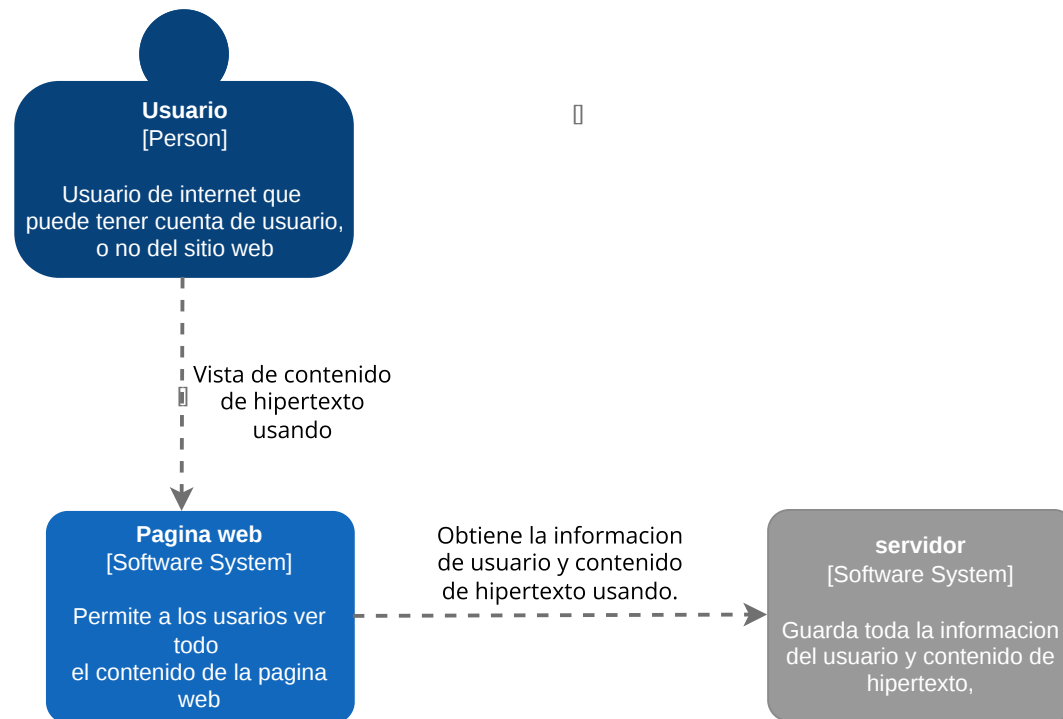 Usuario
[Person]
Usuario de internet que
puede tener cuenta de usuario,
o no del sitio web
[]
Vista de contenido
de hipertexto
usando
[]
Pagina web
[Software System]
Permite a los usarios ver
todo
el contenido de la pagina
web
Obtiene la informacion
de usuario y contenido
de hipertexto usando.
servidor
[Software System]
Guarda toda la informacion
del usuario y contenido de
hipertexto,